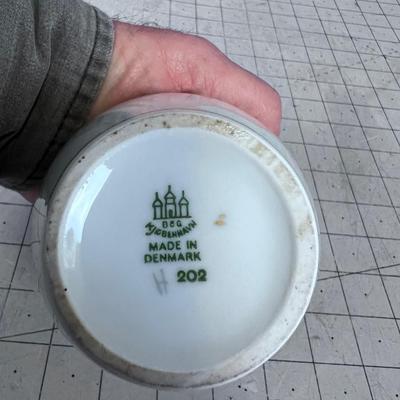 B&G
KJØBENHAVN
MADE IN
DENMARK
H 202